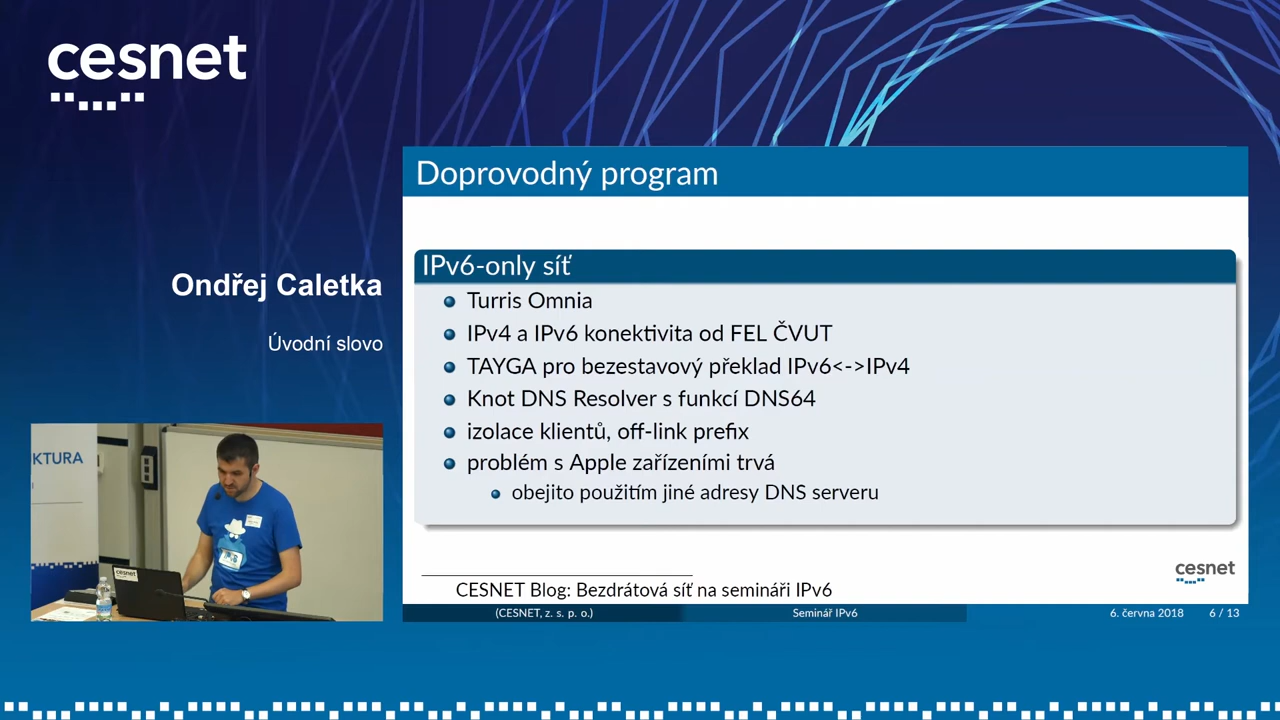 cesnet
Doprovodný program
IPv6-only síť
Turris Omnia
IPv4 a IPv6 konektivita od FEL ČVUT
TAYGA pro bezestavový překlad IPv6<->IPv4
Knot DNS Resolver s funkcí DNS64
izolace klientů, off-link prefix
problém s Apple zařízeními trvá
obejito použitím jiné adresy DNS serveru
cesnet
CESNET Blog: Bezdrátová síť na semináři IPv6
(CESNET, z. s. p. o.)
Seminář IPv6
6. června 2018
6 / 13
Ondřej Caletka
Úvodní slovo
KTURA
cesnet